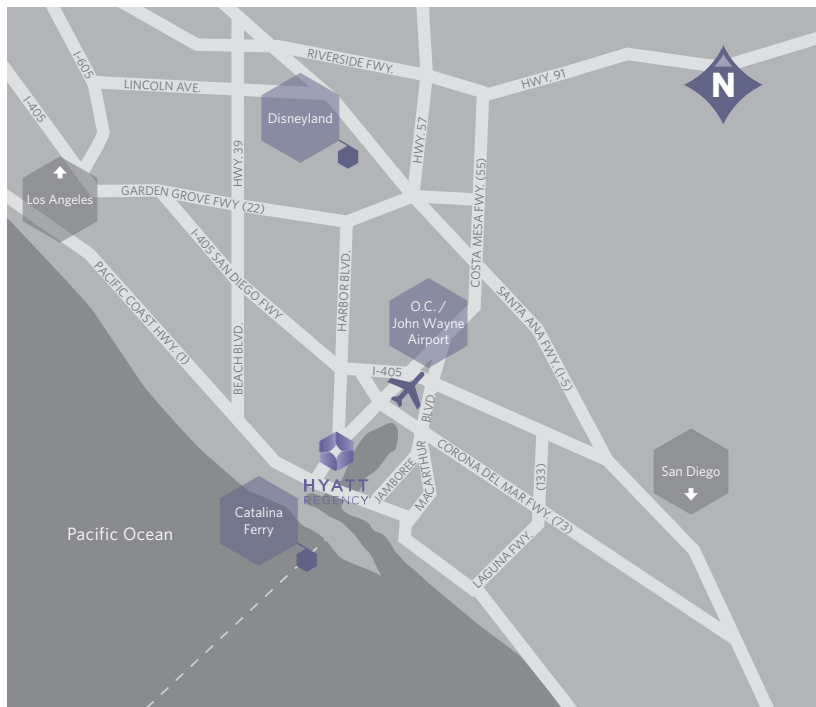 RIVERSIDE FWY.
I-605
HWY. 91
N
LINCOLN AVE.
I-405
Disneyland
HWY. 57
HWY. 39
Los Angeles
GARDEN GROVE FWY (22)
COSTA MESA FWY. (55)
I-405 SAN DIEGO FWY
HARBOR BLVD.
PACIFIC COAST HWY. (1)
O.C. /
John Wayne
Airport
SANTA ANA FWY. (I-5)
BEACH BLVD.
I-405
BLVD.
MACARTHUR
JAMBOREE
CORONA DEL MAR FWY. (73)
(133)
San Diego
HYATT
REGENCY
Catalina
Ferry
Pacific Ocean
LAGUNA FWY.